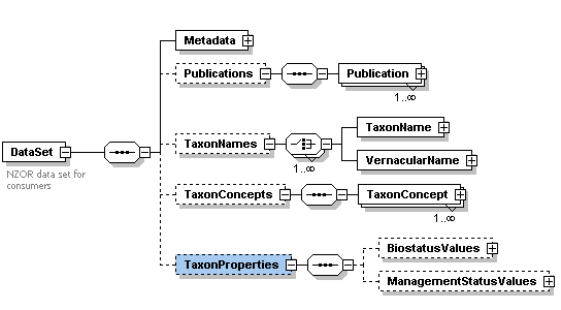 Metadata
Publications
Publication
1..∞
DataSet
NZOR data set for
consumers
TaxonNames
TaxonName
VernacularName
1..∞
TaxonConcepts
TaxonConcept
1..∞
TaxonProperties
BiostatusValues
ManagementStatusValues